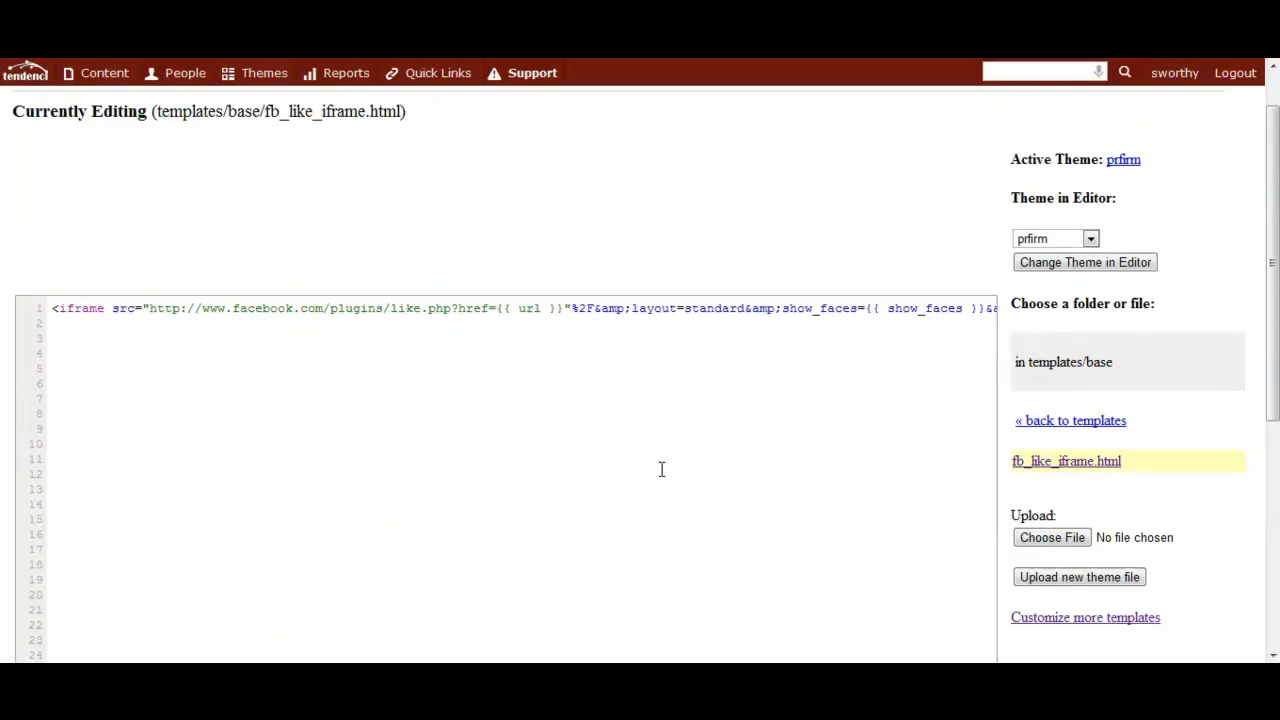 tendenci Content People Themes Reports Quick Links Support sworthy Logout
Currently Editing (templates/base/fb_like_iframe.html)
Active Theme: prfirm
Theme in Editor:
prfirm
Change Theme in Editor
Choose a folder or file:
in templates/base
« back to templates
fb_like_iframe.html
Upload:
Choose File No file chosen
Upload new theme file
Customize more templates
1 <iframe src="http://www.facebook.com/plugins/like.php?href={{ url }}"%2F&amp;layout=standard&amp;show_faces={{ show_faces }}&a
2
3
4
5
6
7
8
9
10
11
12
13
14
15
16
17
18
19
20
21
22
23
24